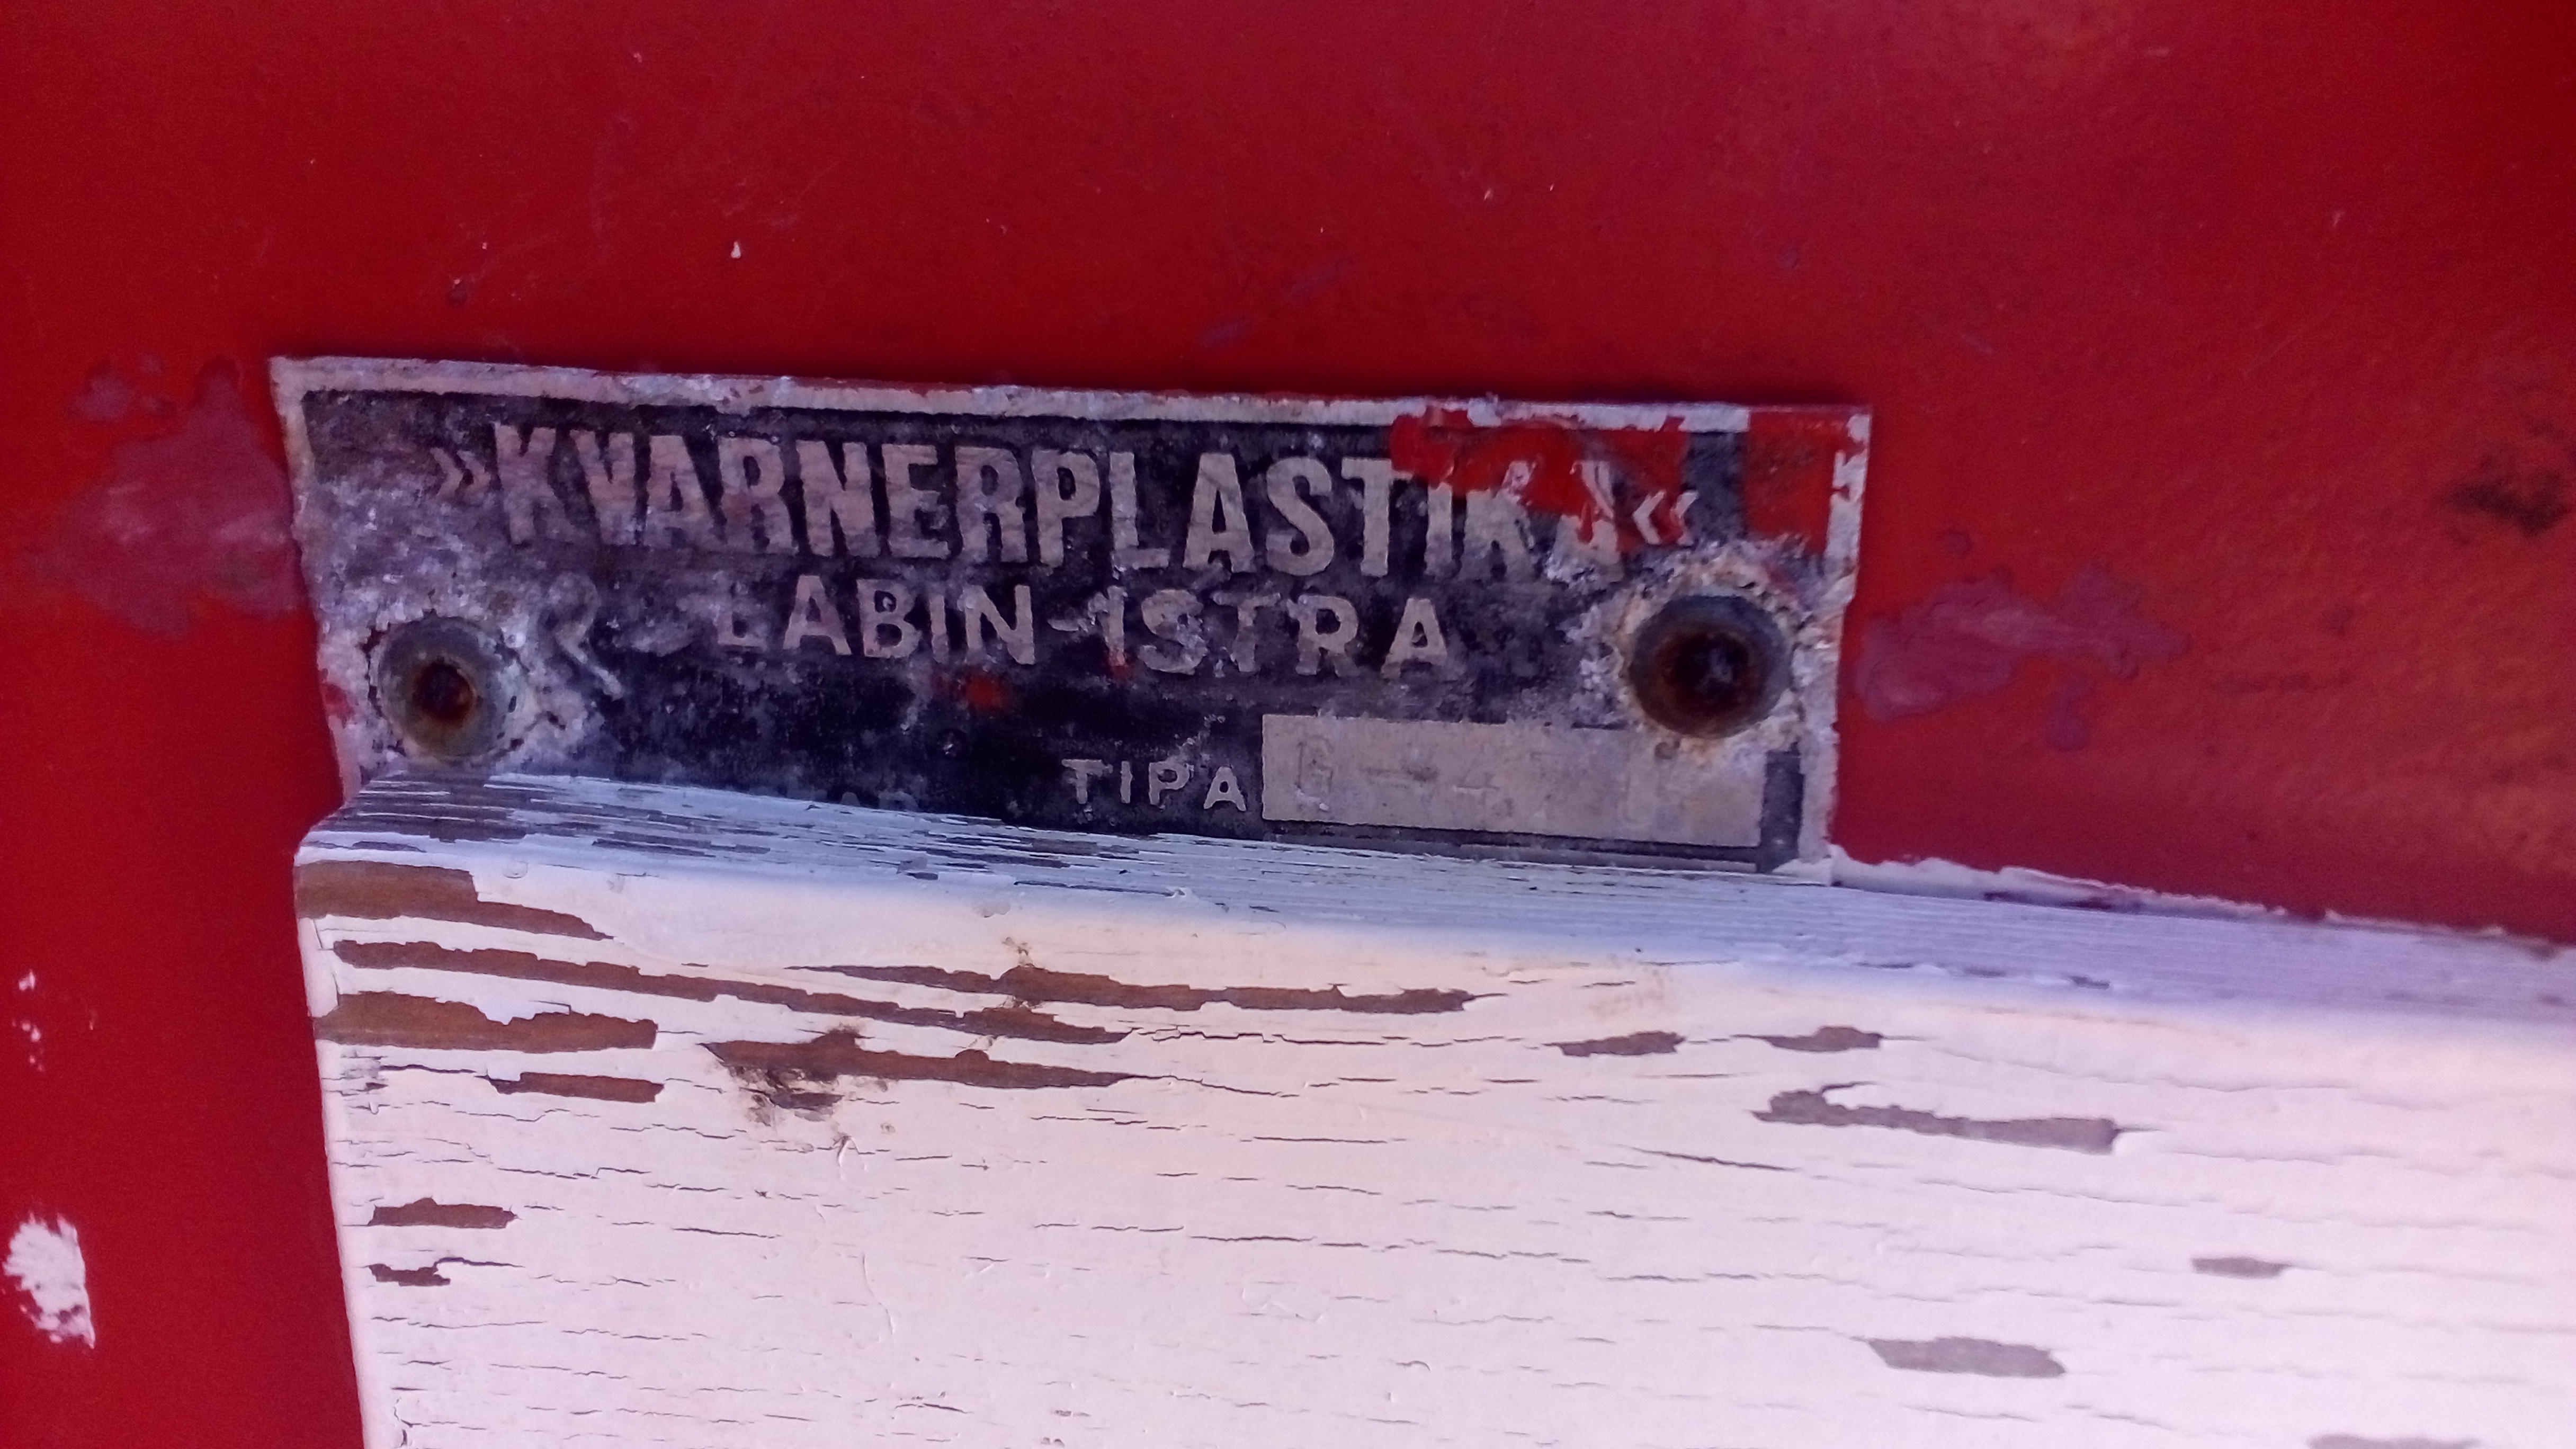 »KVARNERPLASTIKA«
LABIN-ISTRA
TIPA